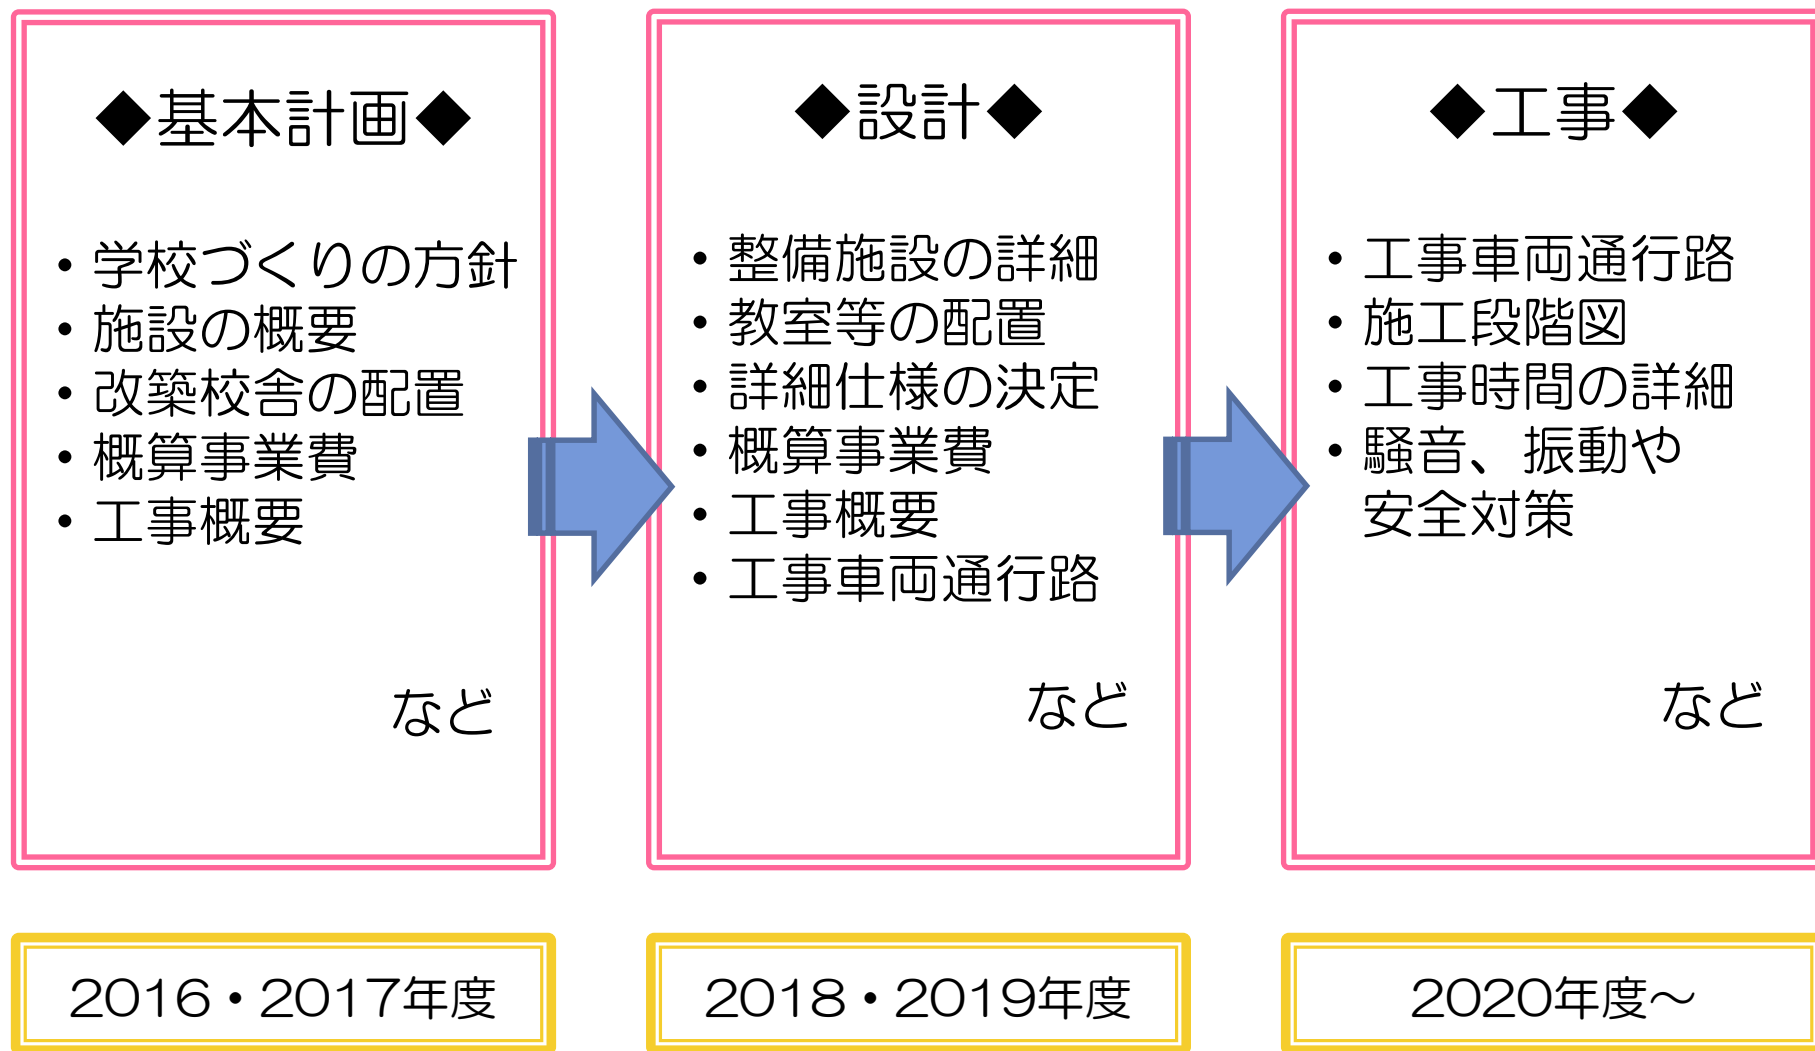 ◆基本計画◆
・学校づくりの方針
・施設の概要
・改築校舎の配置
・概算事業費
・工事概要
など
◆設計◆
・整備施設の詳細
・教室等の配置
・詳細仕様の決定
・概算事業費
・工事概要
・工事車両通行路
など
◆工事◆
・工事車両通行路
・施工段階図
・工事時間の詳細
・騒音、振動や
安全対策
など
2016・2017年度
2018・2019年度
2020年度～